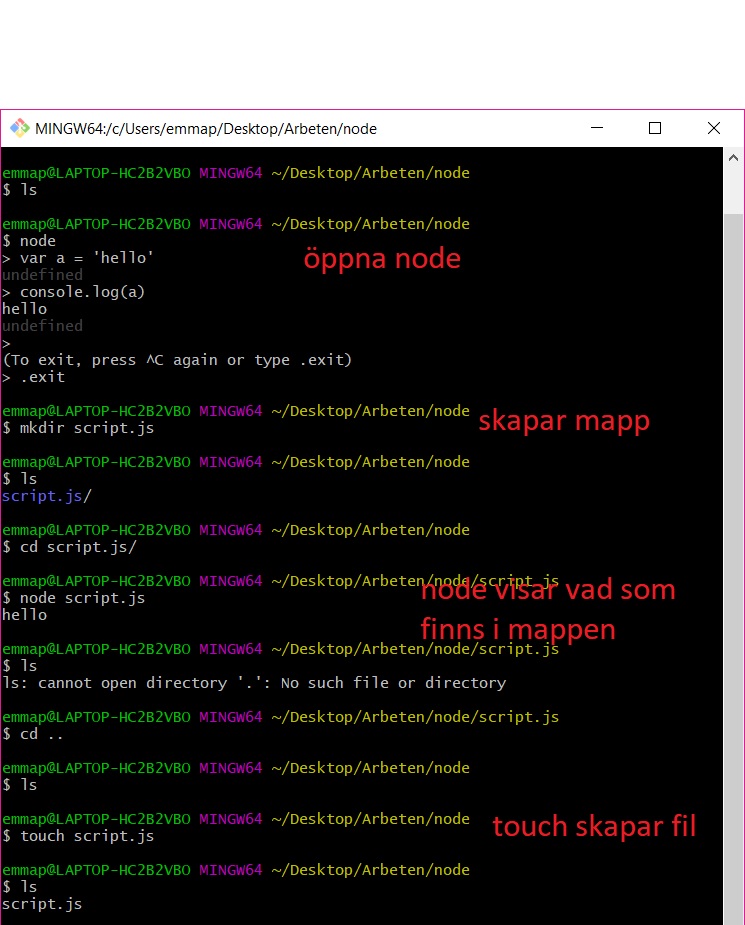 MINGW64:/c/Users/emmap/Desktop/Arbeten/node
emmap@LAPTOP-HC2B2VBO MINGW64 ~/Desktop/Arbeten/node
$ ls
emmap@LAPTOP-HC2B2VBO MINGW64 ~/Desktop/Arbeten/node
$ node
> var a = 'hello'
öppna node
undefined
> console.log(a)
hello
undefined
>
(To exit, press ^C again or type .exit)
> .exit
emmap@LAPTOP-HC2B2VBO MINGW64 ~/Desktop/Arbeten/node
skapar mapp
$ mkdir script.js
emmap@LAPTOP-HC2B2VBO MINGW64 ~/Desktop/Arbeten/node
$ ls
script.js/
emmap@LAPTOP-HC2B2VBO MINGW64 ~/Desktop/Arbeten/node
$ cd script.js/
emmap@LAPTOP-HC2B2VBO MINGW64 ~/Desktop/Arbeten/node/script.js
$ node script.js
node visar vad som
hello
finns i mappen
emmap@LAPTOP-HC2B2VBO MINGW64 ~/Desktop/Arbeten/node/script.js
$ ls
ls: cannot open directory '.': No such file or directory
emmap@LAPTOP-HC2B2VBO MINGW64 ~/Desktop/Arbeten/node/script.js
$ cd ..
emmap@LAPTOP-HC2B2VBO MINGW64 ~/Desktop/Arbeten/node
$ ls
emmap@LAPTOP-HC2B2VBO MINGW64 ~/Desktop/Arbeten/node
touch skapar fil
$ touch script.js
emmap@LAPTOP-HC2B2VBO MINGW64 ~/Desktop/Arbeten/node
$ ls
script.js